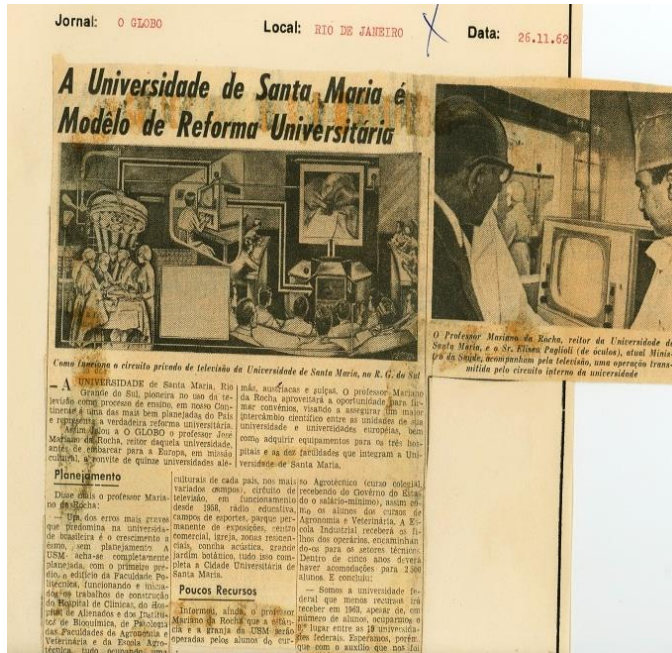 Jornal: O GLOBO Local: RIO DE JANEIRO Data: 26.11.62
A Universidade de Santa Maria é
Modêlo de Reforma Universitária
Como funciona o circuito privado de televisão da Universidade de Santa Maria, no R. G. do Sul
O Professor Mariano da Rocha, reitor da Universidade de
Santa Maria, e o Sr. Eliseu Paglioli (de óculos), atual Minis-
tro da Saúde, acompanham pela televisão, uma operação trans-
mitida pelo circuito interno da universidade
— A UNIVERSIDADE de Santa Maria, Rio
Grande do Sul, pioneira no uso da te-
levisão como processo de ensino, em nosso Con-
tinente é uma das mais bem planejadas do País
e representa a verdadeira reforma universitária.
Assim falou a O GLOBO o professor José
Mariano da Rocha, reitor daquela universidade,
antes de embarcar para a Europa, em missão
cultural, a convite de quinze universidades ale-
mãs, austríacas e suíças. O professor Mariano
da Rocha aproveitará a oportunidade para fir-
mar convênios, visando a assegurar um maior
intercâmbio científico entre as unidades de sua
universidade e universidades européias, bem
como adquirir equipamentos para os três hos-
pitais e as dez faculdades que integram a Uni-
versidade de Santa Maria.
Planejamento
Disse mais o professor Maria-
no da Rocha:
— Um dos erros mais graves
que predomina na universida-
de brasileira é o crescimento a
êsmo, sem planejamento. A
USM acha-se completamente
planejada, com o primeiro pré-
dio, o edifício da Faculdade Po-
litécnica, funcionando e inicia-
dos os trabalhos de construção
do Hospital de Clínicas, do Hos-
pital de Alienados e dos Institu-
tos de Bioquímica, de Patologia
das Faculdades de Agronomia e
Veterinária e da Escola Agro-
técnica, tudo ocupando uma
culturais de cada país, nos mais
variados campos), circuito de
televisão, em funcionamento
desde 1958, rádio educativa,
campos de esportes, parque per-
manente de exposições, centro
comercial, igreja, zonas residen-
ciais, concha acústica, grande
jardim botânico, tudo isso com-
pleta a Cidade Universitária de
Santa Maria.
Poucos Recursos
Informou, ainda, o professor
Mariano da Rocha que a estân-
cia e a granja da USM serão
operadas pelos alunos do cur-
so Agrotécnico (curso colegial,
recebendo do Govêrno do Esta-
do o salário-mínimo), assim co-
mo os alunos dos cursos de
Agronomia e Veterinária. A Es-
cola Industrial receberá os fi-
lhos dos operários, encaminhan-
do-os para os setores técnicos.
Dentro de cinco anos deverá
haver acomodações para 2 500
alunos. E concluiu:
— Somos a universidade fe-
deral que menos recursos irá
receber em 1963, apesar de, em
número de alunos, ocuparmos o
9.º lugar entre as 19 universida-
des federais. Esperamos, porém,
que com o auxílio que nos foi